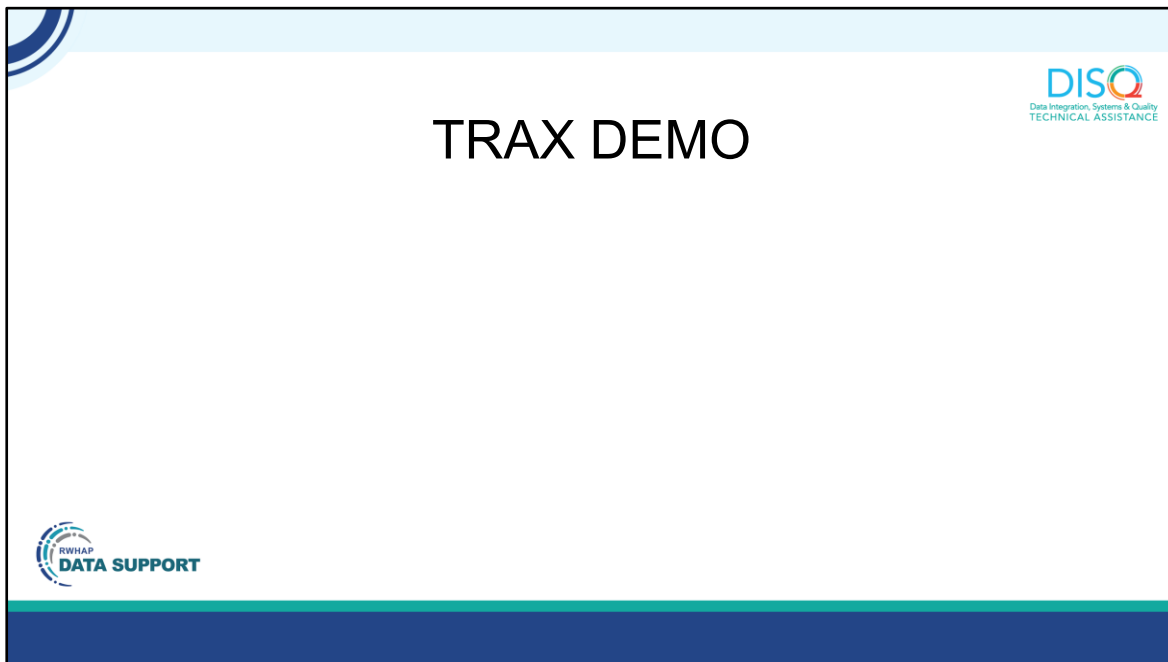 DISQ
Data Integration, Systems & Quality
TECHNICAL ASSISTANCE
TRAX DEMO
RWHAP
DATA SUPPORT